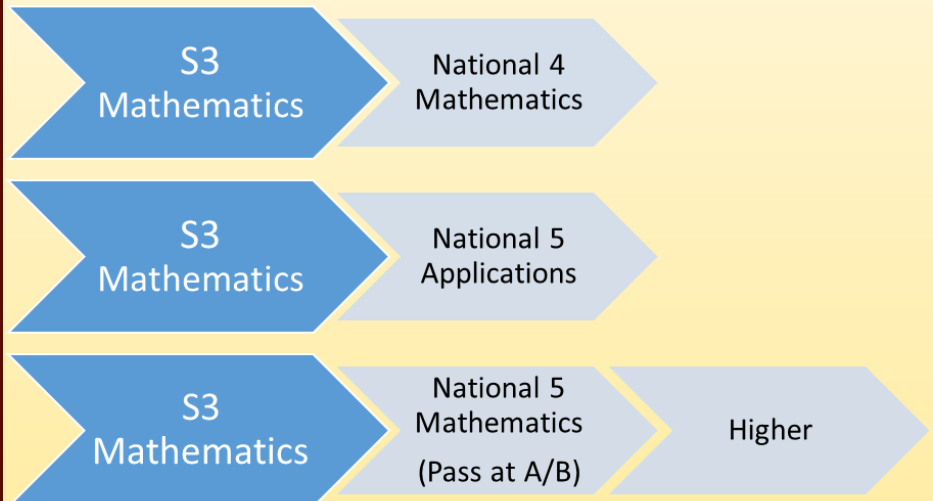 S3
Mathematics
National 4
Mathematics
S3
Mathematics
National 5
Applications
S3
Mathematics
National 5
Mathematics
(Pass at A/B)
Higher